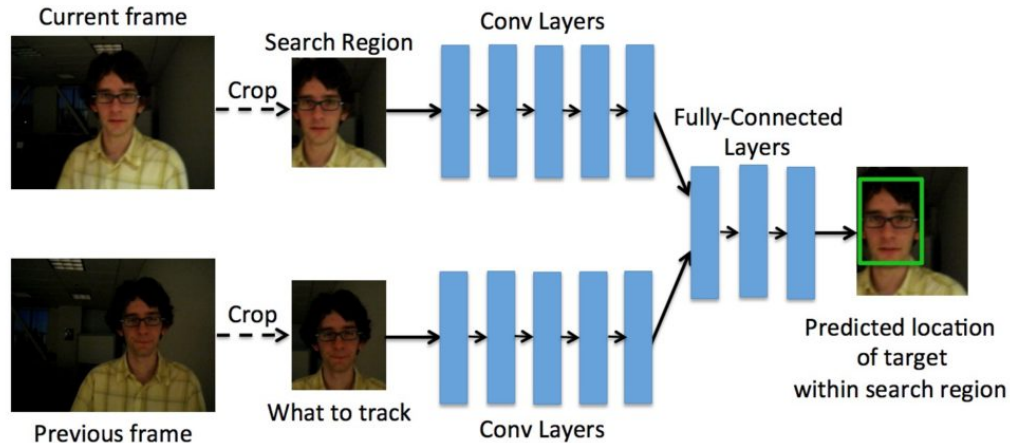 Current frame
Crop
Search Region
Conv Layers
Fully-Connected
Layers
Previous frame
Crop
What to track
Conv Layers
Predicted location
of target
within search region